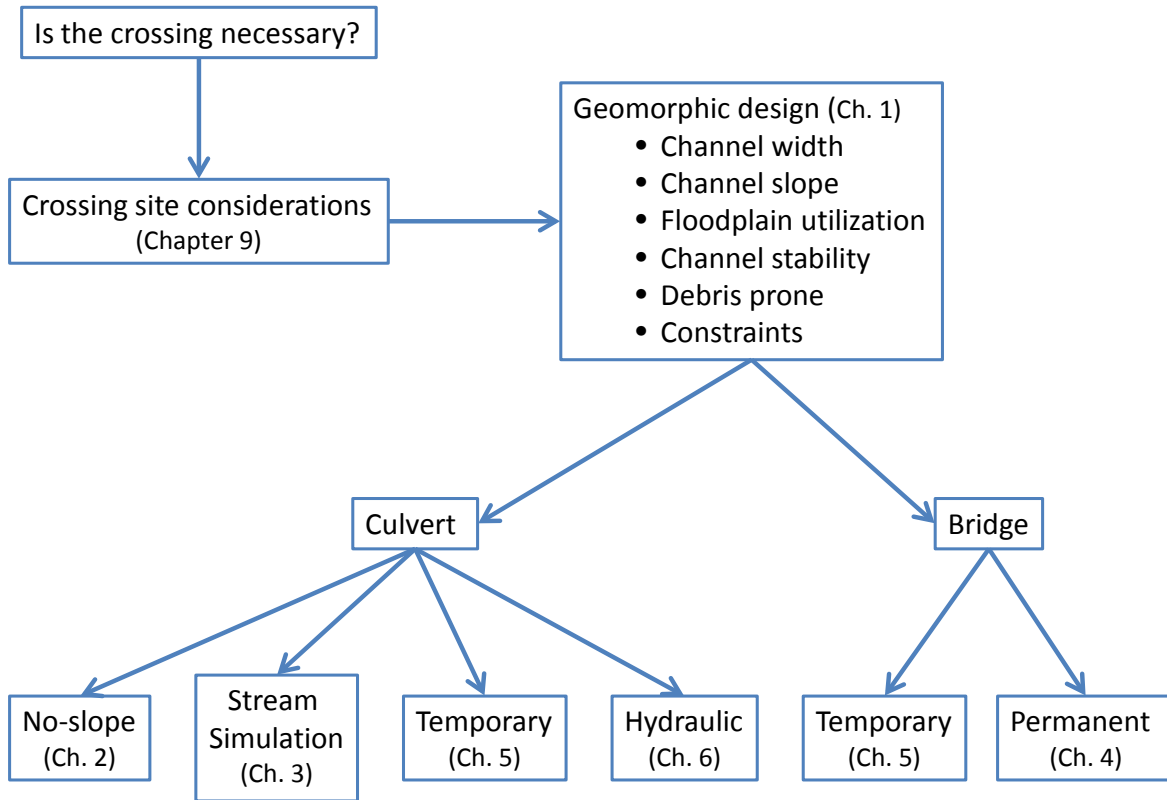 Is the crossing necessary?
Crossing site considerations
(Chapter 9)
Geomorphic design (Ch. 1)
• Channel width
• Channel slope
• Floodplain utilization
• Channel stability
• Debris prone
• Constraints
Culvert
Bridge
No-slope
(Ch. 2)
Stream
Simulation
(Ch. 3)
Temporary
(Ch. 5)
Hydraulic
(Ch. 6)
Temporary
(Ch. 5)
Permanent
(Ch. 4)